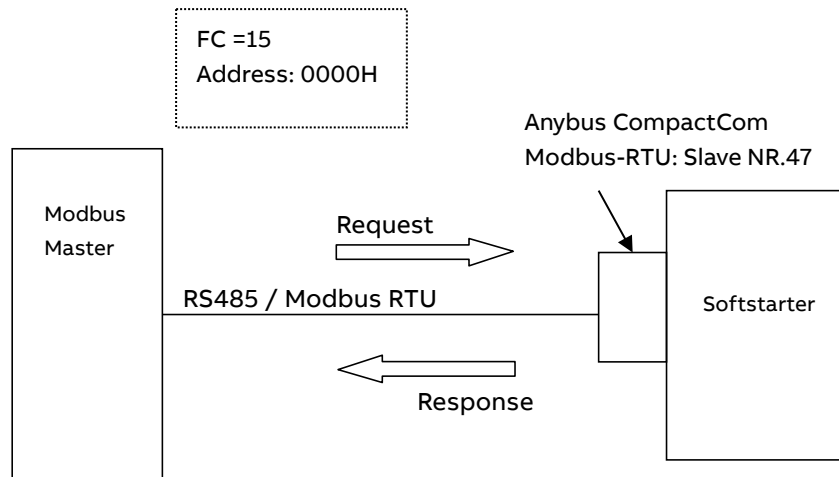 FC =15
Address: 0000H
Anybus CompactCom
Modbus-RTU: Slave NR.47
Modbus
Master
Request
RS485 / Modbus RTU
Softstarter
Response